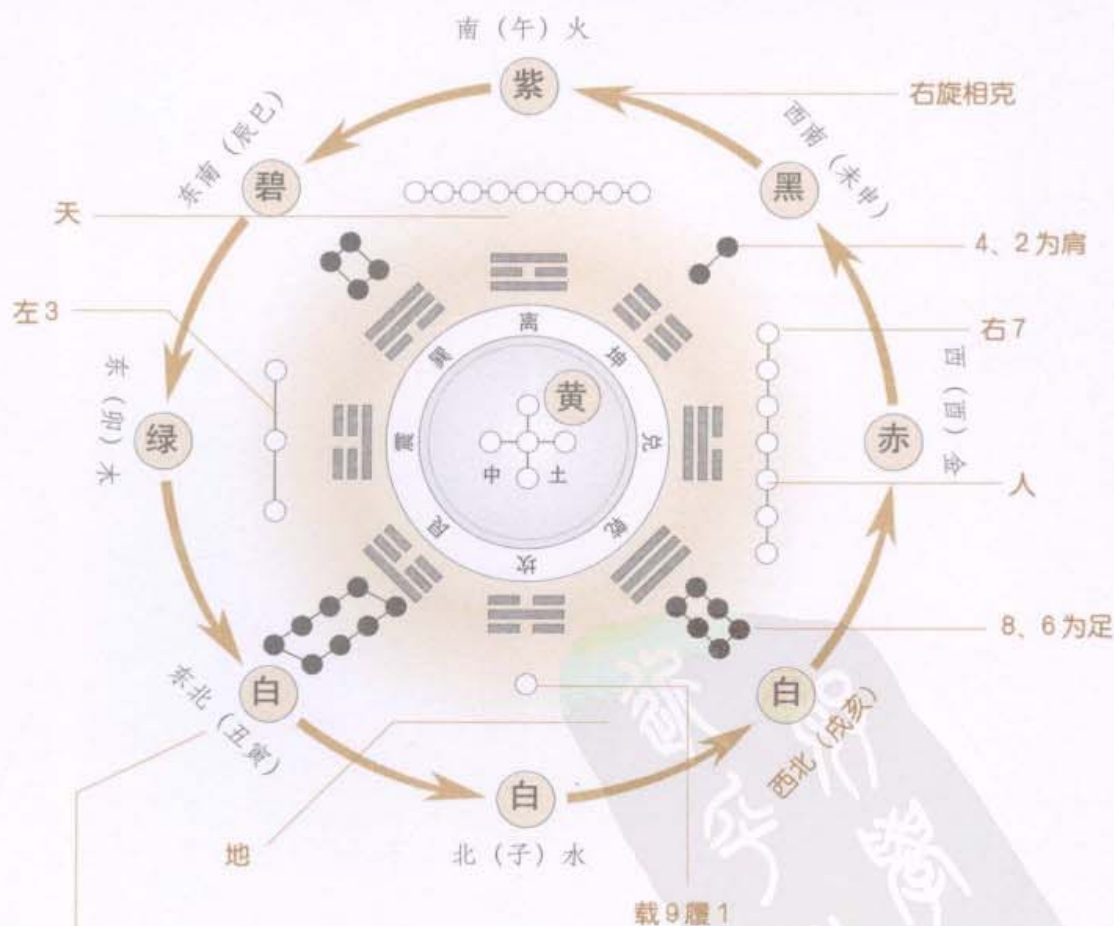 南（午）火
紫
右旋相克
东南（辰巳）
西南（未申）
碧
黑
天
4、2为肩
左3
离
巽
坤
右7
黄
东（卯）木
绿
震
中 土
兑
赤
西（酉）金
人
艮
乾
坎
8、6为足
白
东北（丑寅）
白
西北（戌亥）
白
地
北（子）水
载9履1